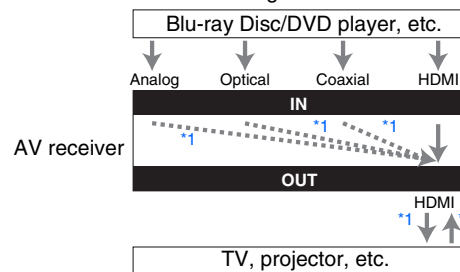 Blu-ray Disc/DVD player, etc.
Analog Optical Coaxial HDMI
IN
*1 *1 *1
AV receiver
OUT
HDMI
*1
TV, projector, etc.